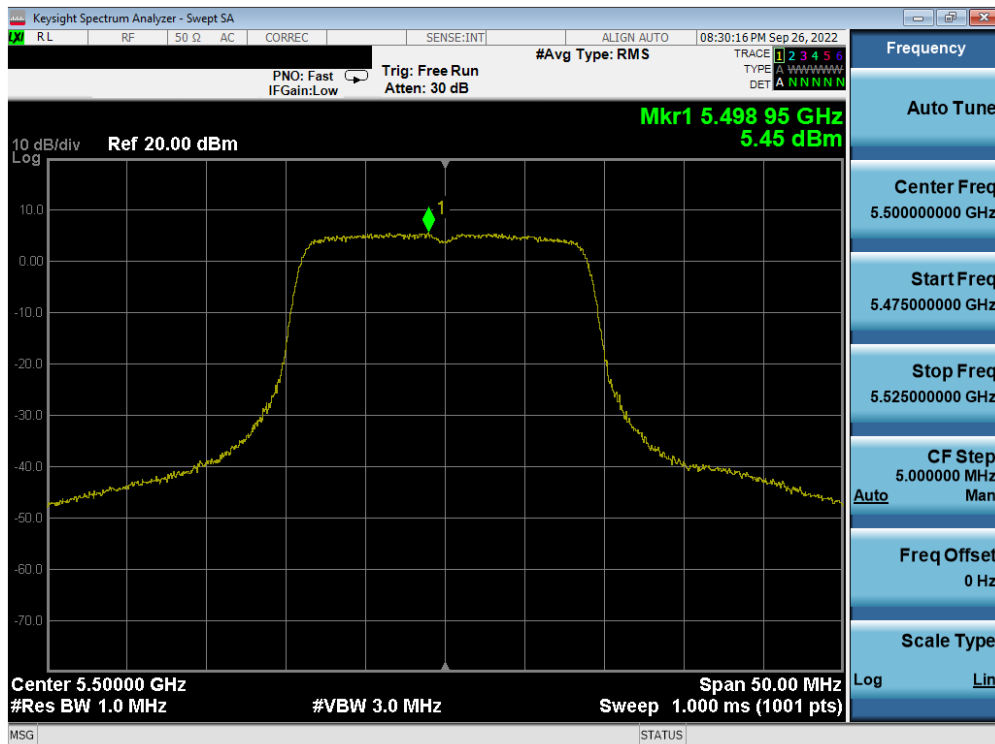 Keysight Spectrum Analyzer - Swept SA
LXI RL RF 50 Ω AC CORREC SENSE:INT ALIGN AUTO 08:30:16 PM Sep 26, 2022
Frequency
#Avg Type: RMS
TRACE 1 2 3 4 5 6
PNO: Fast Trig: Free Run
TYPE A WWWWW
IFGain:Low Atten: 30 dB
DET A N N N N N
Auto Tune
Mkr1 5.498 95 GHz
5.45 dBm
10 dB/div Ref 20.00 dBm
Log
Center Freq
5.500000000 GHz
1
10.0
0.00
Start Freq
5.475000000 GHz
-10.0
-20.0
Stop Freq
5.525000000 GHz
-30.0
-40.0
CF Step
5.000000 MHz
Auto Man
-50.0
-60.0
Freq Offset
0 Hz
-70.0
Scale Type
Log Lin
Center 5.50000 GHz Span 50.00 MHz
#Res BW 1.0 MHz #VBW 3.0 MHz Sweep 1.000 ms (1001 pts)
MSG STATUS